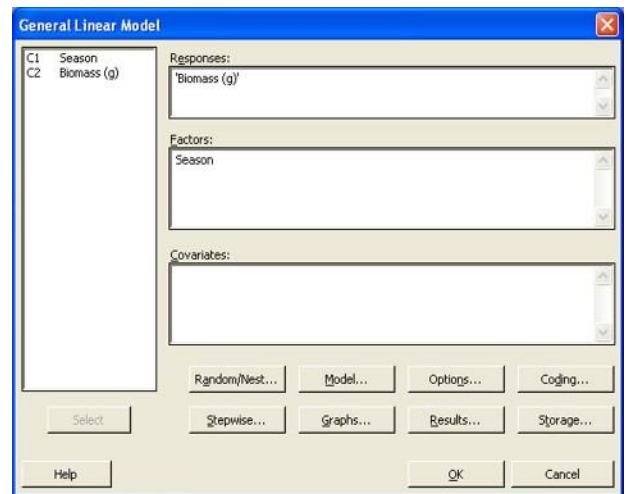 General Linear Model
C1 Season
C2 Biomass (g)
Responses:
'Biomass (g)'
Factors:
Season
Covariates:
Random/Nest... Model... Options... Coding...
Select Stepwise... Graphs... Results... Storage...
Help OK Cancel